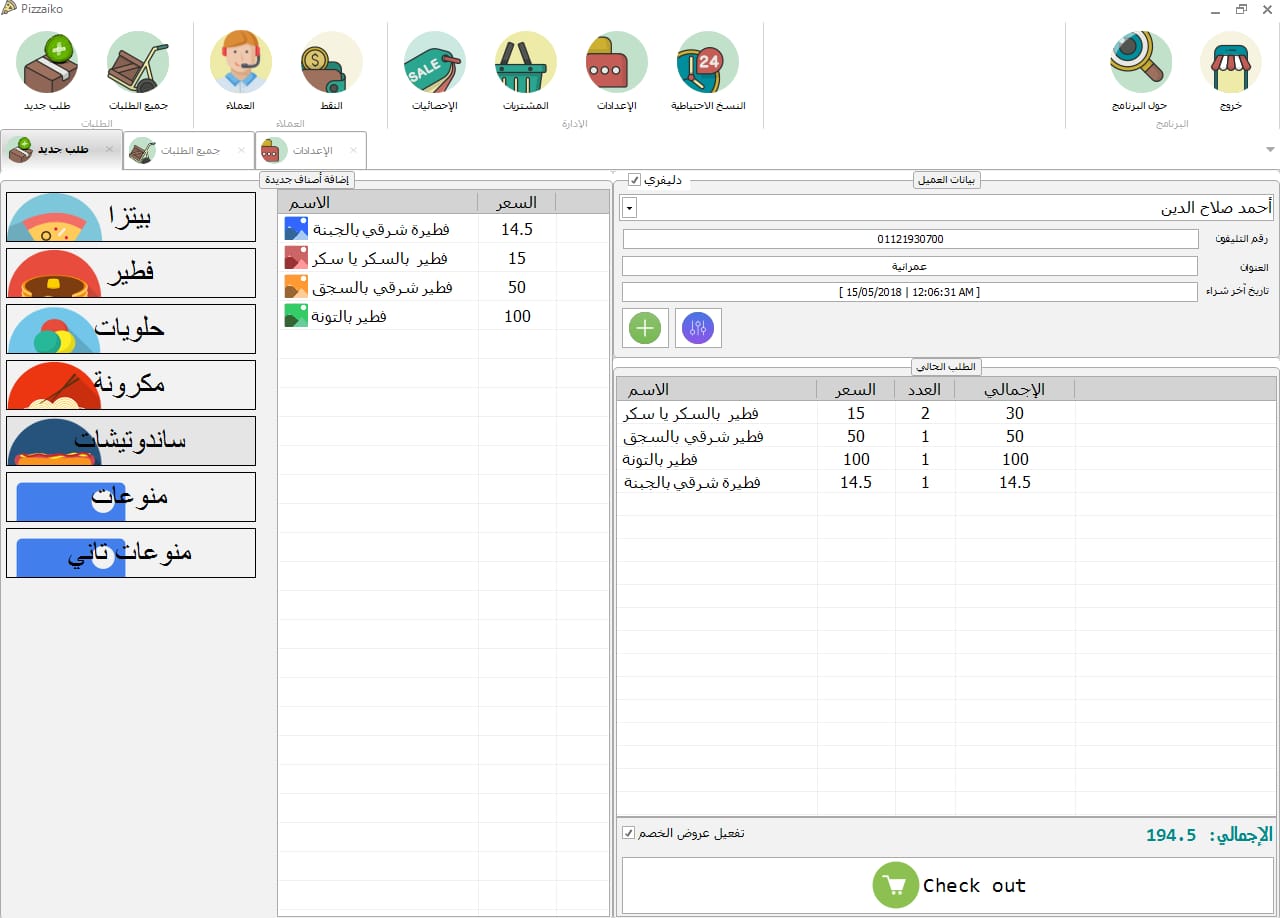 Pizzaiko
طلب جديد
جميع الطلبات
الطلبات
العملاء
النقط
العملاء
SALE
الإحصائيات
المشتريات
الإعدادات
24
النسخ الاحتياطية
الإدارة
حول البرنامج
خروج
البرنامج
طلب جديد
جميع الطلبات
الإعدادات
إضافة أصناف جديدة
بيتزا
فطير
حلويات
مكرونة
ساندوتيشات
منوعات
منوعات تاني
الاسم السعر
فطيرة شرقي بالجبنة 14.5
فطير بالسكر يا سكر 15
فطير شرقي بالسجق 50
فطير بالتونة 100
دليفري
بيانات العميل
أحمد صلاح الدين
رقم التليفون 01121930700
العنوان عمرانية
تاريخ آخر شراء [ 15/05/2018 | 12:06:31 AM ]
الطلب الحالي
الاسم السعر العدد الإجمالي
فطير بالسكر يا سكر 15 2 30
فطير شرقي بالسجق 50 1 50
فطير بالتونة 100 1 100
فطيرة شرقي بالجبنة 14.5 1 14.5
تفعيل عروض الخصم
الإجمالي: 194.5
Check out